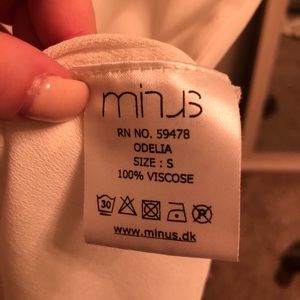 minus
RN NO. 59478
ODELIA
SIZE : S
100% VISCOSE
30
www.minus.dk